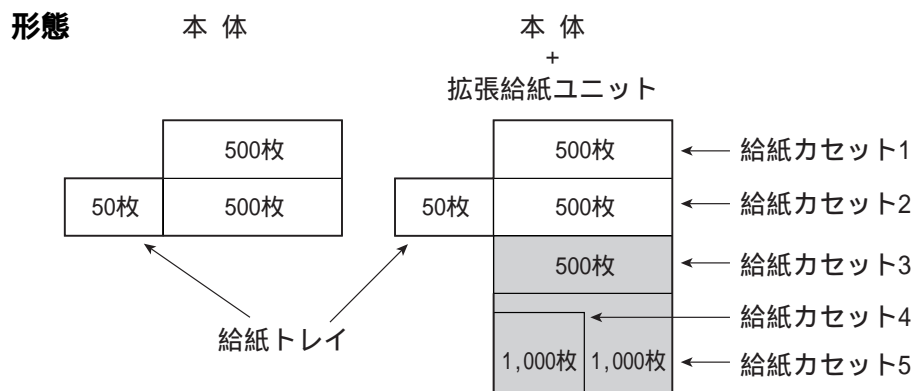 形態
本 体
本 体
+
拡張給紙ユニット
500枚
500枚
給紙カセット1
50枚
500枚
50枚
500枚
給紙カセット2
500枚
給紙カセット3
給紙トレイ
給紙カセット4
1,000枚
1,000枚
給紙カセット5